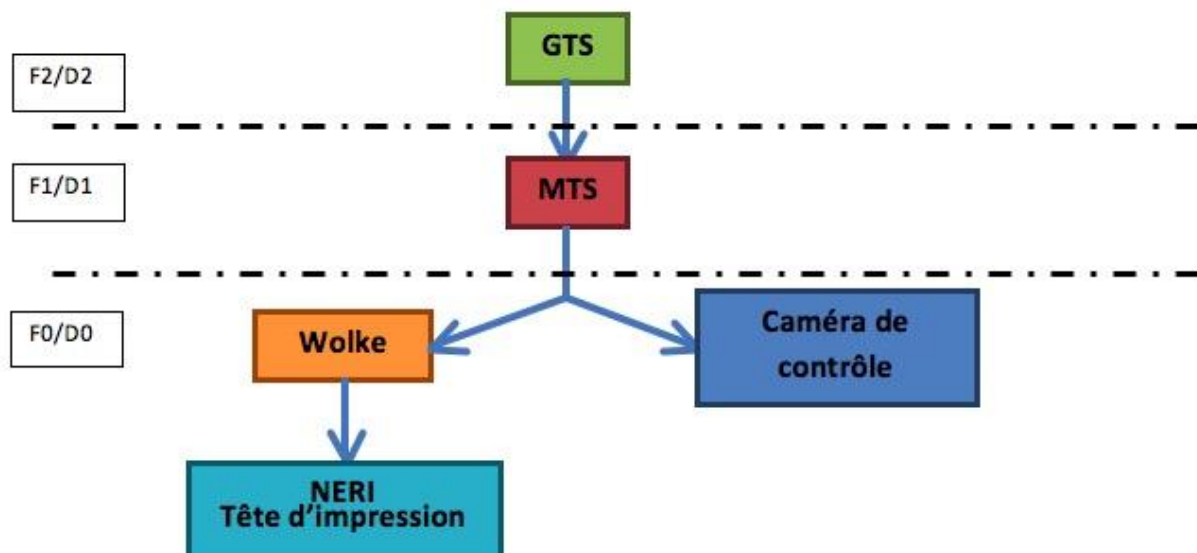 GTS
F2/D2
F1/D1
MTS
F0/D0
Wolke
Caméra de
contrôle
NERI
Tête d’impression